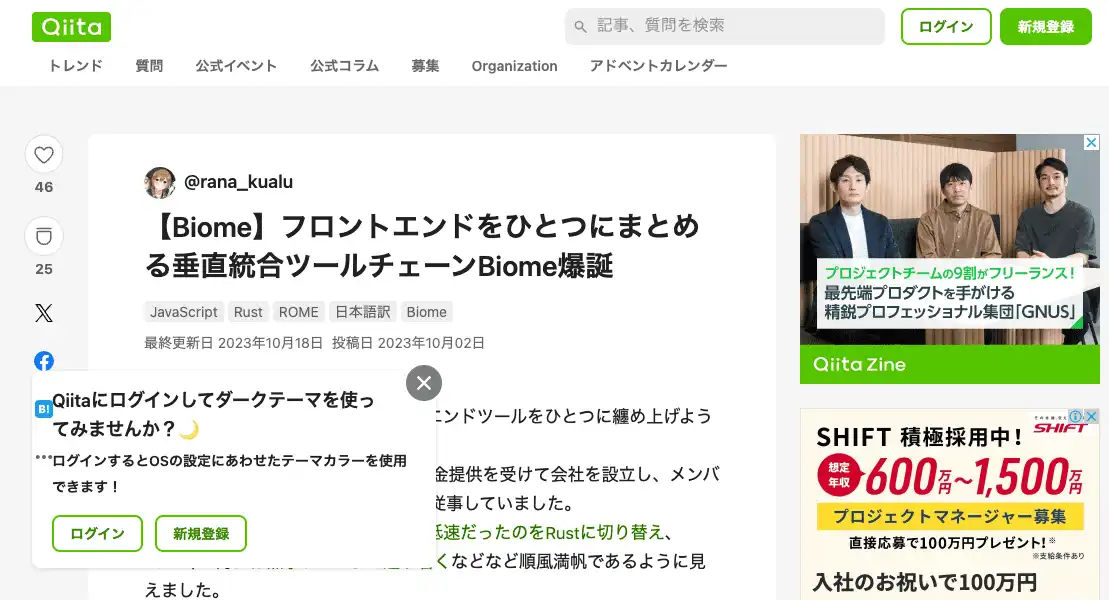 Qiita
記事、質問を検索
ログイン
新規登録
トレンド
質問
公式イベント
公式コラム
募集
Organization
アドベントカレンダー
46
25
@rana_kualu
【Biome】フロントエンドをひとつにまとめ
る垂直統合ツールチェーンBiome爆誕
JavaScript
Rust
ROME
日本語訳
Biome
最終更新日 2023年10月18日 投稿日 2023年10月02日
エンドツールをひとつに纏め上げよう
金提供を受けて会社を設立し、メンバ
従事していました。
低速だったのをRustに切り替え、
くなどなど順風満帆であるように見
えました。
B!
Qiitaにログインしてダークテーマを使っ
てみませんか?🌙
ログインするとOSの設定にあわせたテーマカラーを使用
できます!
ログイン
新規登録
プロジェクトチームの9割がフリーランス!
最先端プロダクトを手がける
精鋭プロフェッショナル集団「GNUS」
Qiita Zine
SHIFT
SHIFT 積極採用中!
想定
年収
600万円~1,500万円
プロジェクトマネージャー募集
直接応募で100万円プレゼント!※
※支給条件あり
入社のお祝いで100万円